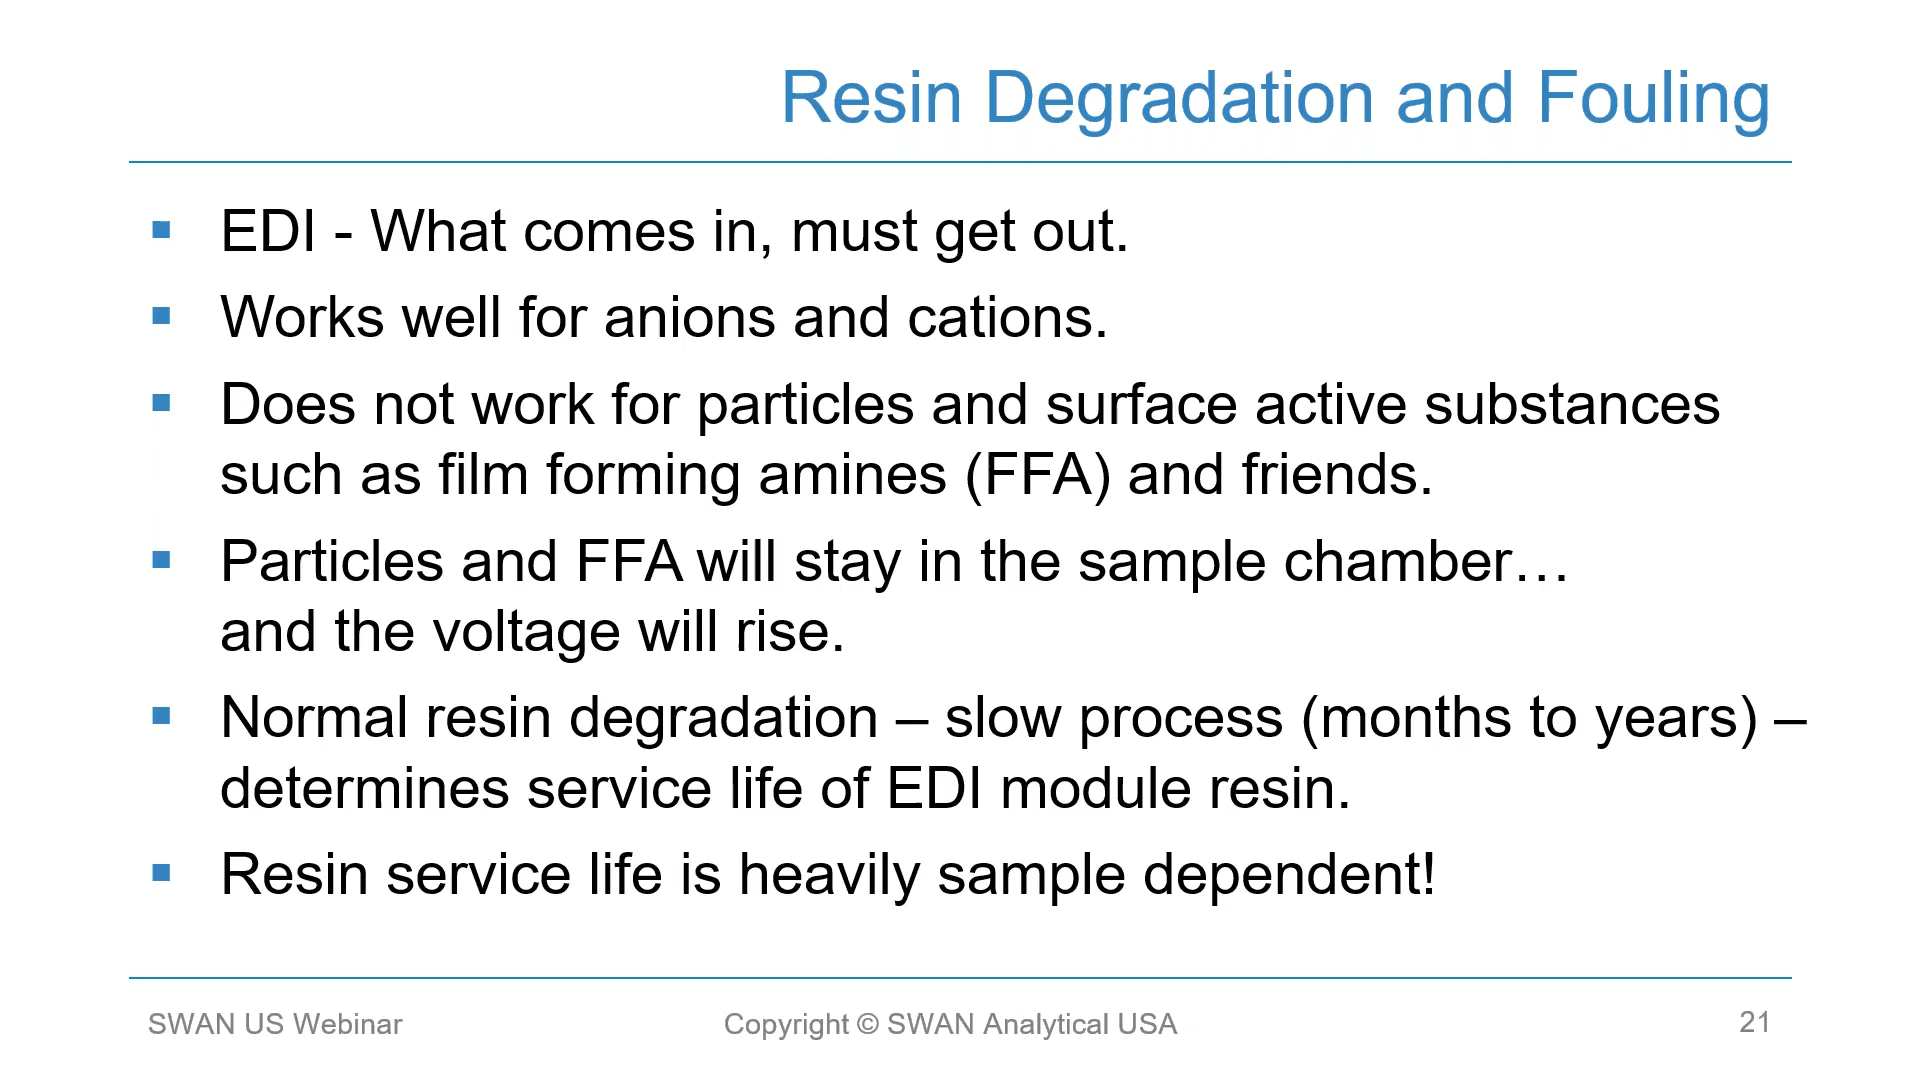 Resin Degradation and Fouling
▪ EDI - What comes in, must get out.
▪ Works well for anions and cations.
▪ Does not work for particles and surface active substances
such as film forming amines (FFA) and friends.
▪ Particles and FFA will stay in the sample chamber…
and the voltage will rise.
▪ Normal resin degradation – slow process (months to years) –
determines service life of EDI module resin.
▪ Resin service life is heavily sample dependent!
SWAN US Webinar
Copyright © SWAN Analytical USA
21